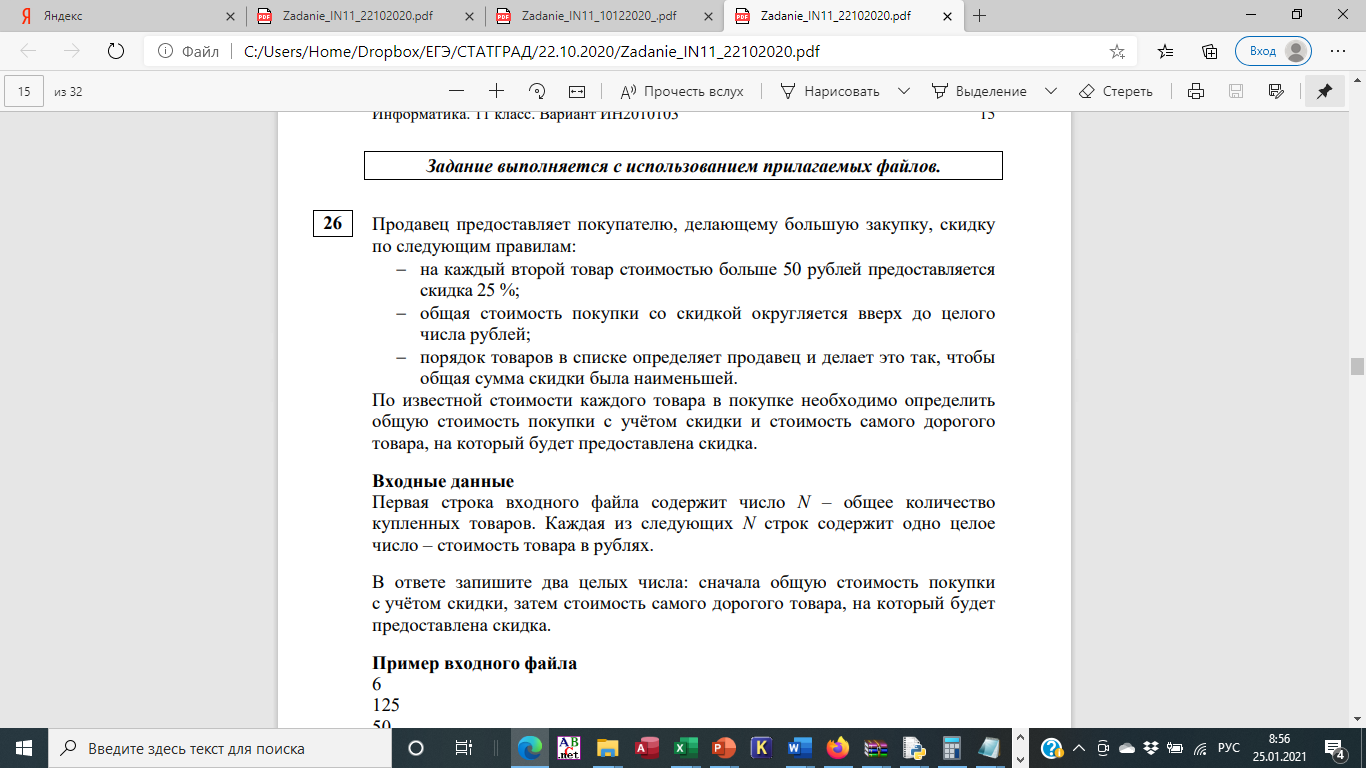 Яндекс
Zadanie_IN11_22102020.pdf
Zadanie_IN11_10122020_.pdf
Zadanie_IN11_22102020.pdf
Файл C:/Users/Home/Dropbox/ЕГЭ/СТАТГРАД/22.10.2020/Zadanie_IN11_22102020.pdf
Вход
15 из 32
Прочесть вслух
Нарисовать
Выделение
Стереть
Информатика. 11 класс. Вариант ИН2010103 15
Задание выполняется с использованием прилагаемых файлов.
26
Продавец предоставляет покупателю, делающему большую закупку, скидку
по следующим правилам:
– на каждый второй товар стоимостью больше 50 рублей предоставляется
скидка 25 %;
– общая стоимость покупки со скидкой округляется вверх до целого
числа рублей;
– порядок товаров в списке определяет продавец и делает это так, чтобы
общая сумма скидки была наименьшей.
По известной стоимости каждого товара в покупке необходимо определить
общую стоимость покупки с учётом скидки и стоимость самого дорогого
товара, на который будет предоставлена скидка.
Входные данные
Первая строка входного файла содержит число N – общее количество
купленных товаров. Каждая из следующих N строк содержит одно целое
число – стоимость товара в рублях.
В ответе запишите два целых числа: сначала общую стоимость покупки
с учётом скидки, затем стоимость самого дорогого товара, на который будет
предоставлена скидка.
Пример входного файла
6
125
50
Введите здесь текст для поиска
РУС
8:56
25.01.2021
4